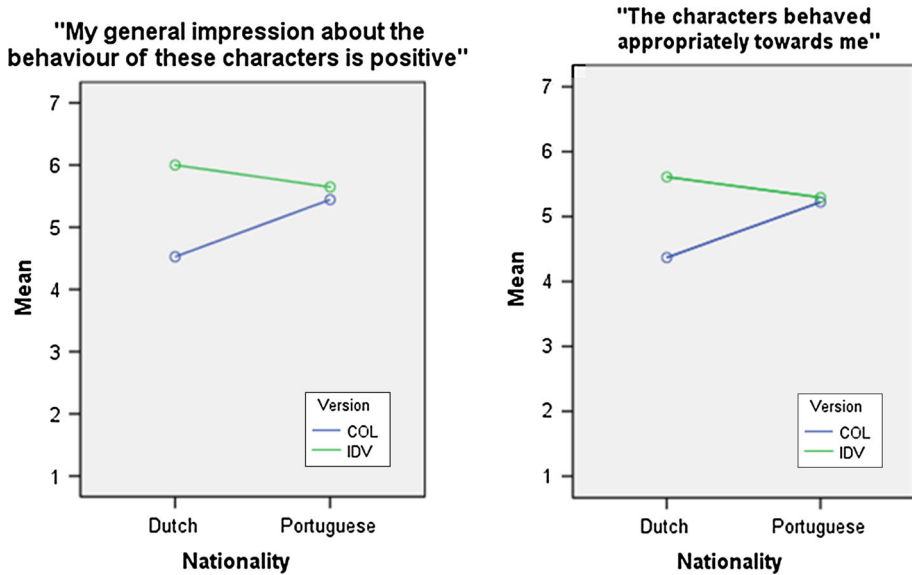 "My general impression about the
behaviour of these characters is positive"
7
6
5
4
3
2
1
Mean
Version
COL
IDV
Dutch
Portuguese
Nationality
"The characters behaved
appropriately towards me"
7
6
5
4
3
2
1
Mean
Version
COL
IDV
Dutch
Portuguese
Nationality